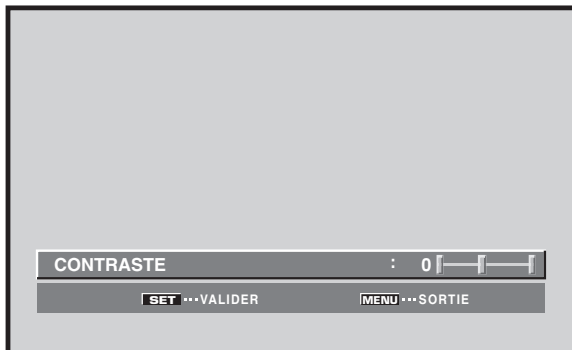 CONTRASTE : 0
SET ••• VALIDER MENU ••• SORTIE